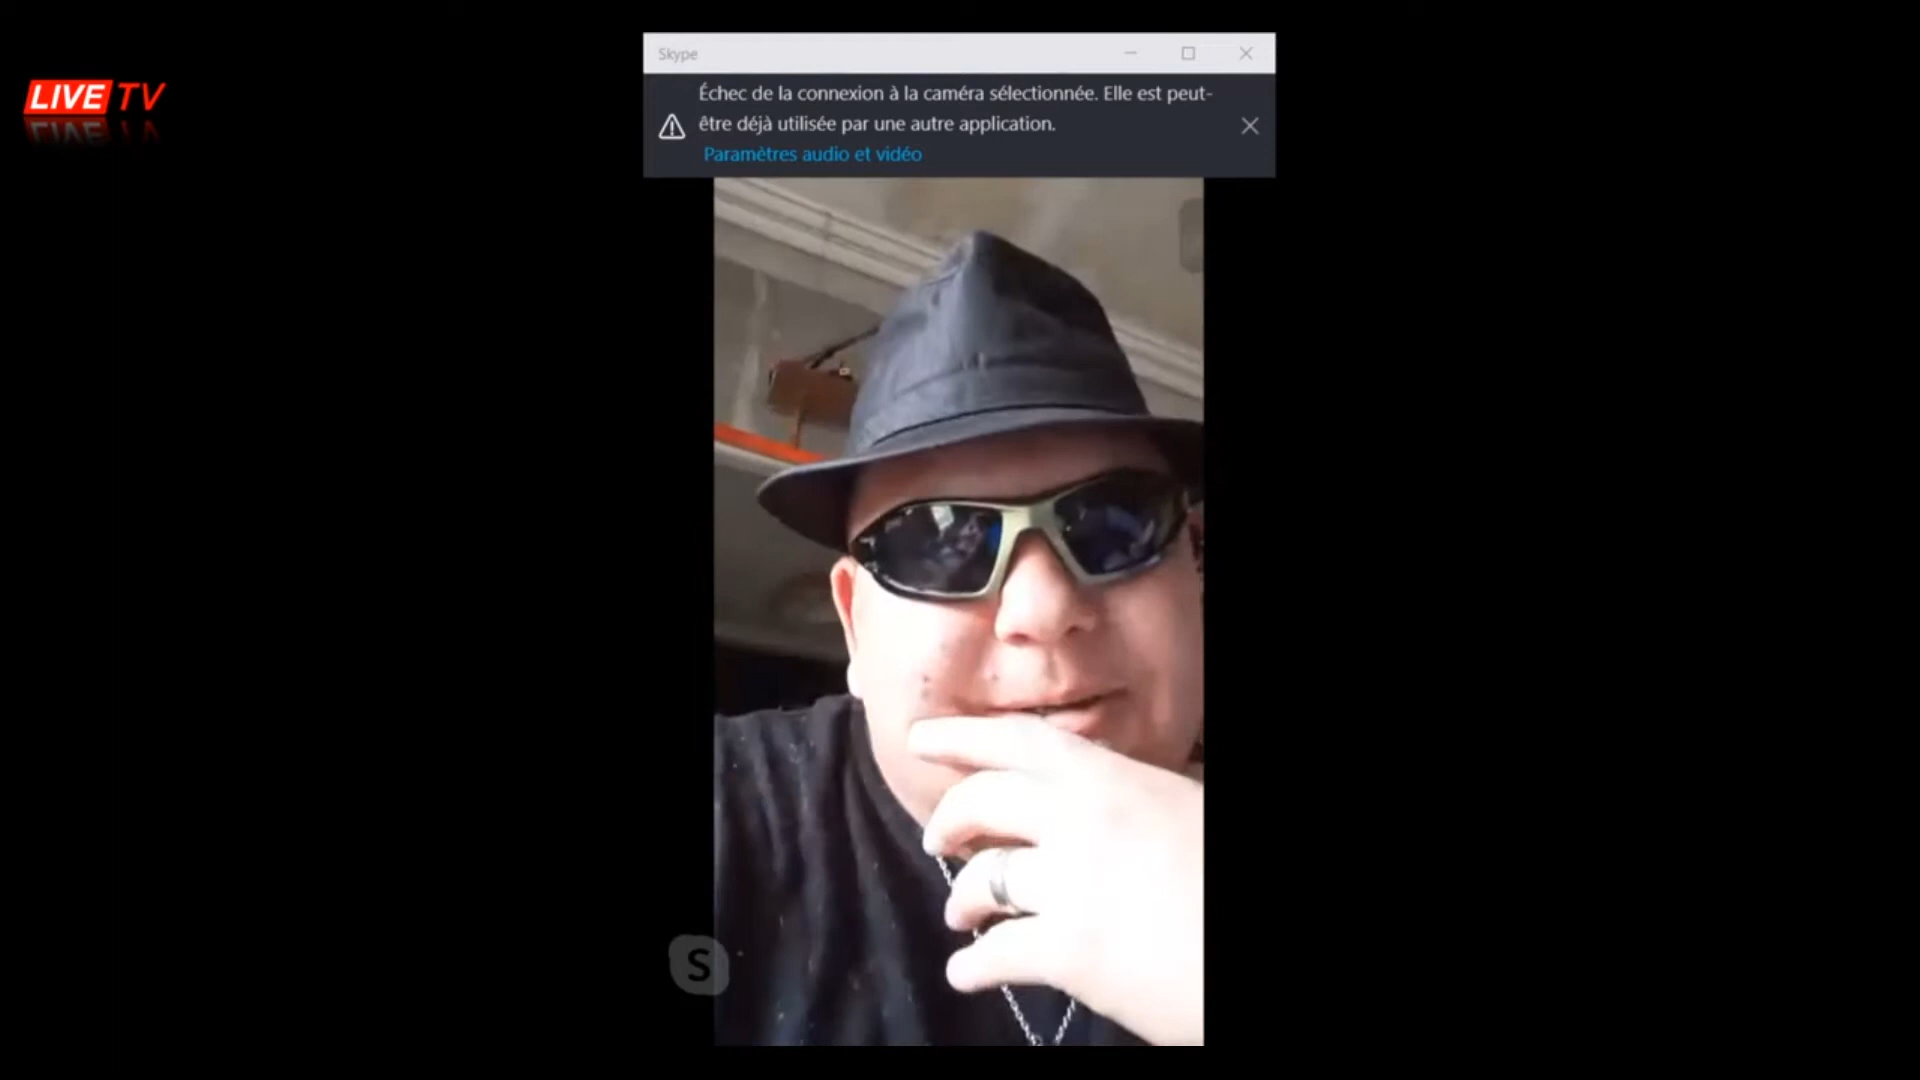 LIVE TV
Skype
Échec de la connexion à la caméra sélectionnée. Elle est peut-
être déjà utilisée par une autre application.
Paramètres audio et vidéo
S